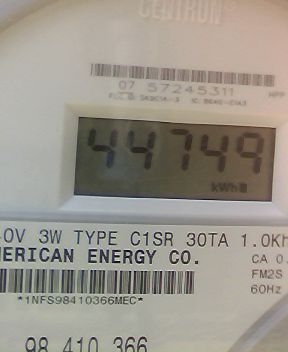 CENTRON®
07 57245311
44749
kWh
0V 3W TYPE C1SR 30TA 1.0Kh
MERICAN ENERGY CO.
CA 0.
FM2S
60Hz
*1NFS98410366MEC*
98 410 366